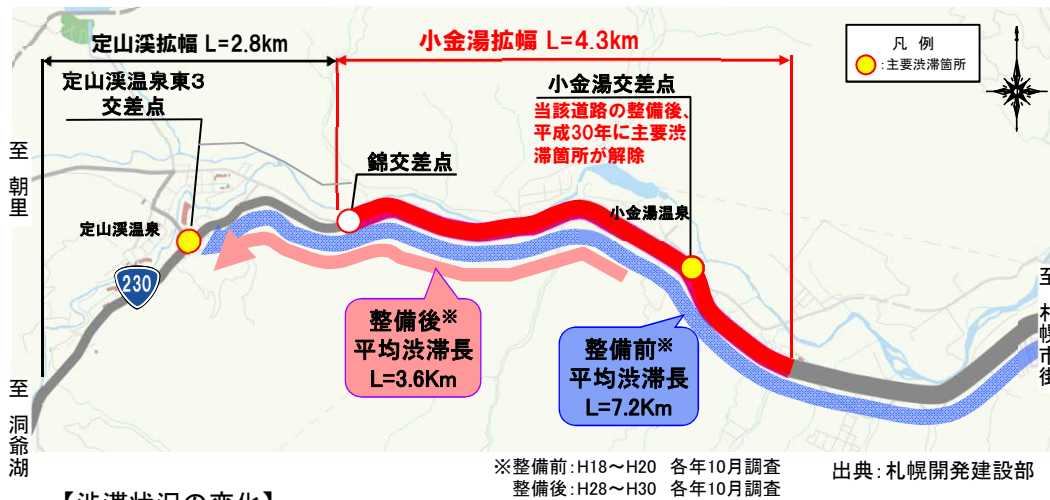 定山渓拡幅 L=2.8km
小金湯拡幅 L=4.3km
凡 例
:主要渋滞箇所
定山渓温泉東3
交差点
小金湯交差点
当該道路の整備後、
平成30年に主要渋
滞箇所が解除
至 朝里
錦交差点
小金湯温泉
定山渓温泉
230
整備後※
平均渋滞長
L=3.6Km
整備前※
平均渋滞長
L=7.2Km
至 札幌市街
至 洞爺湖
※整備前:H18～H20 各年10月調査
整備後:H28～H30 各年10月調査
出典:札幌開発建設部
【渋滞状況の変化】